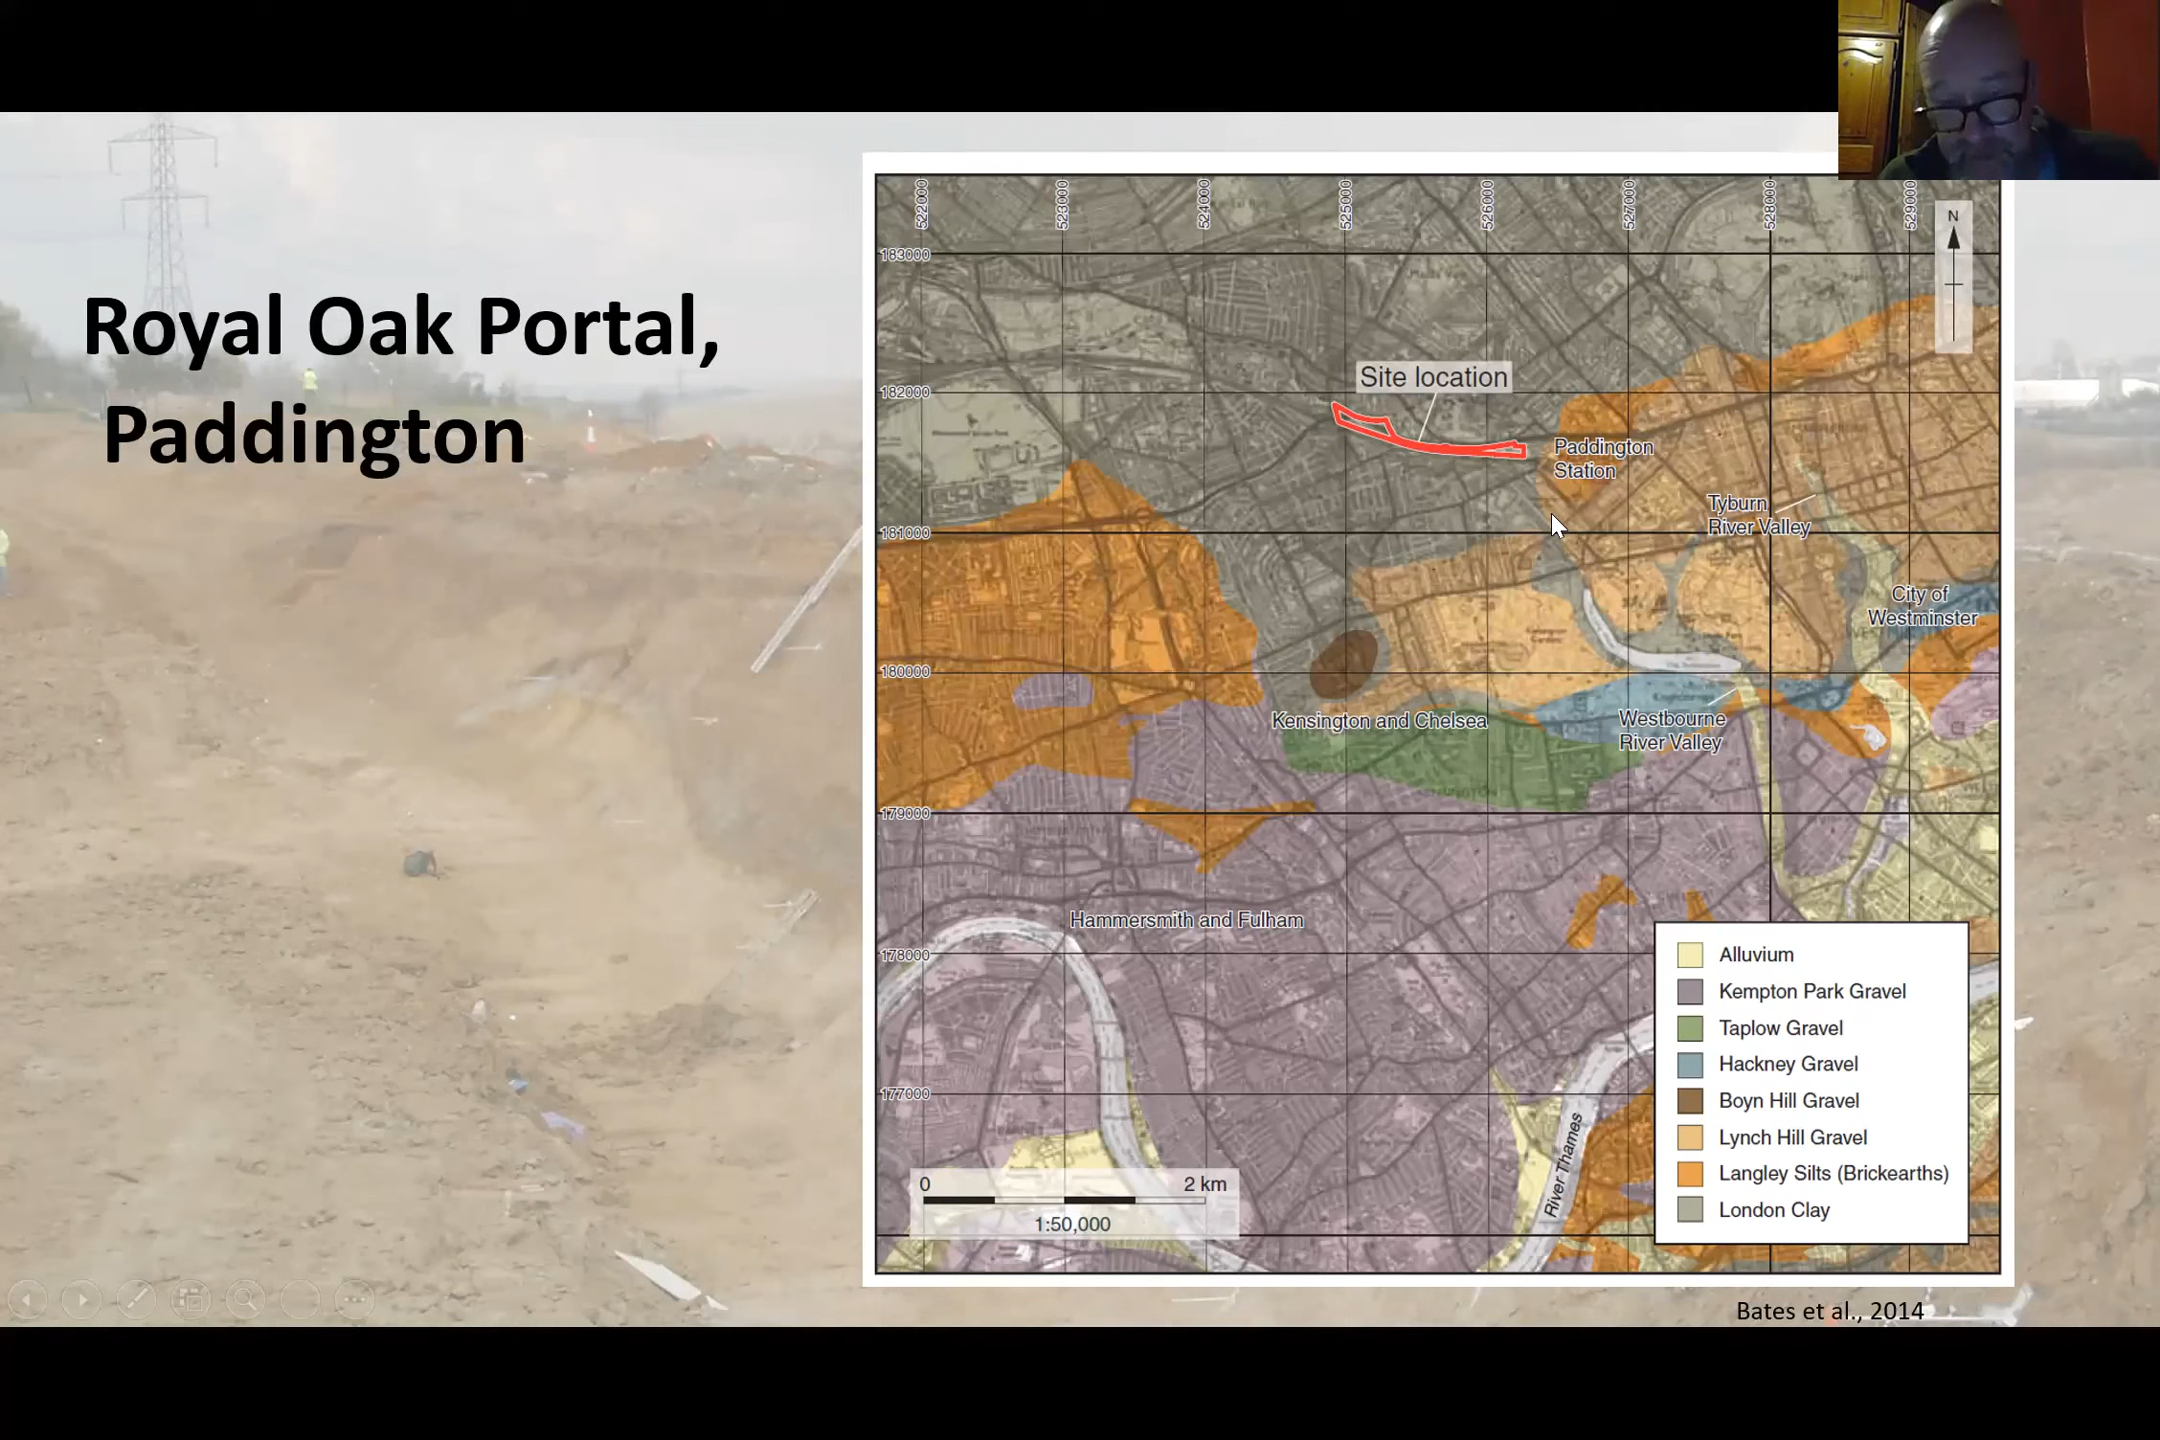 Royal Oak Portal,
Paddington
522000
523000
524000
525000
526000
527000
528000
529000
N
183000
182000
181000
180000
179000
178000
177000
Site location
Paddington
Station
Tyburn
River Valley
City of
Westminster
Kensington and Chelsea
Westbourne
River Valley
Hammersmith and Fulham
River Thames
0
2 km
1:50,000
Alluvium
Kempton Park Gravel
Taplow Gravel
Hackney Gravel
Boyn Hill Gravel
Lynch Hill Gravel
Langley Silts (Brickearths)
London Clay
Bates et al., 2014